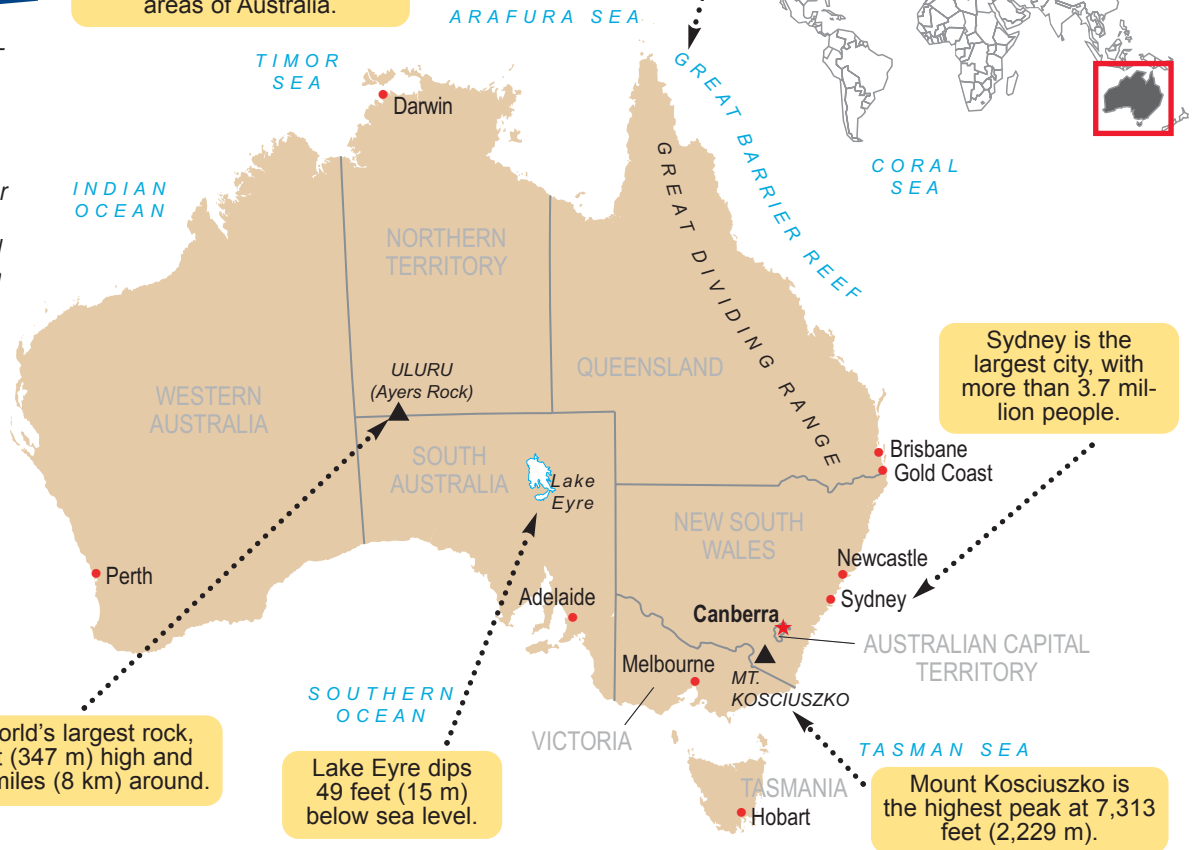 areas of Australia.
ARAFURA SEA
TIMOR
SEA
Darwin
GREAT BARRIER REEF
CORAL
SEA
INDIAN
OCEAN
GREAT DIVIDING RANGE
NORTHERN
TERRITORY
Sydney is the
largest city, with
more than 3.7 mil-
lion people.
QUEENSLAND
ULURU
(Ayers Rock)
WESTERN
AUSTRALIA
Brisbane
Gold Coast
SOUTH
AUSTRALIA
Lake
Eyre
NEW SOUTH
WALES
Newcastle
Perth
Sydney
Adelaide
Canberra
AUSTRALIAN CAPITAL
TERRITORY
Melbourne
MT.
KOSCIUSZKO
SOUTHERN
OCEAN
VICTORIA
TASMAN SEA
orld's largest rock,
t (347 m) high and
miles (8 km) around.
Lake Eyre dips
49 feet (15 m)
below sea level.
TASMANIA
Hobart
Mount Kosciuszko is
the highest peak at 7,313
feet (2,229 m).